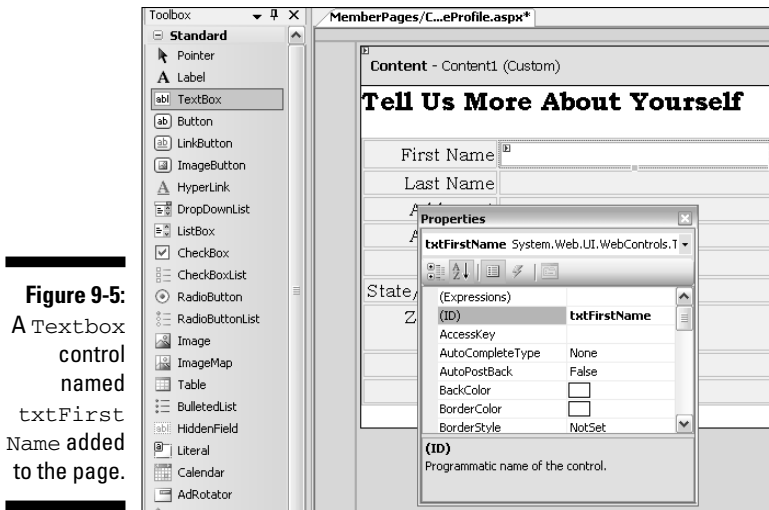 Toolbox
Standard
Pointer
A Label
abl TextBox
ab Button
ab LinkButton
ImageButton
A HyperLink
DropDownList
ListBox
CheckBox
CheckBoxList
RadioButton
RadioButtonList
Image
ImageMap
Table
BulletedList
abl HiddenField
Literal
Calendar
AdRotator
MemberPages/C...eProfile.aspx*
Content - Content1 (Custom)
Tell Us More About Yourself
First Name
Last Name
State/
Z
Properties
txtFirstName System.Web.UI.WebControls.T
(Expressions)
(ID) txtFirstName
AccessKey
AutoCompleteType None
AutoPostBack False
BackColor
BorderColor
BorderStyle NotSet
(ID)
Programmatic name of the control.
Figure 9-5:
A Textbox
control
named
txtFirst
Name added
to the page.